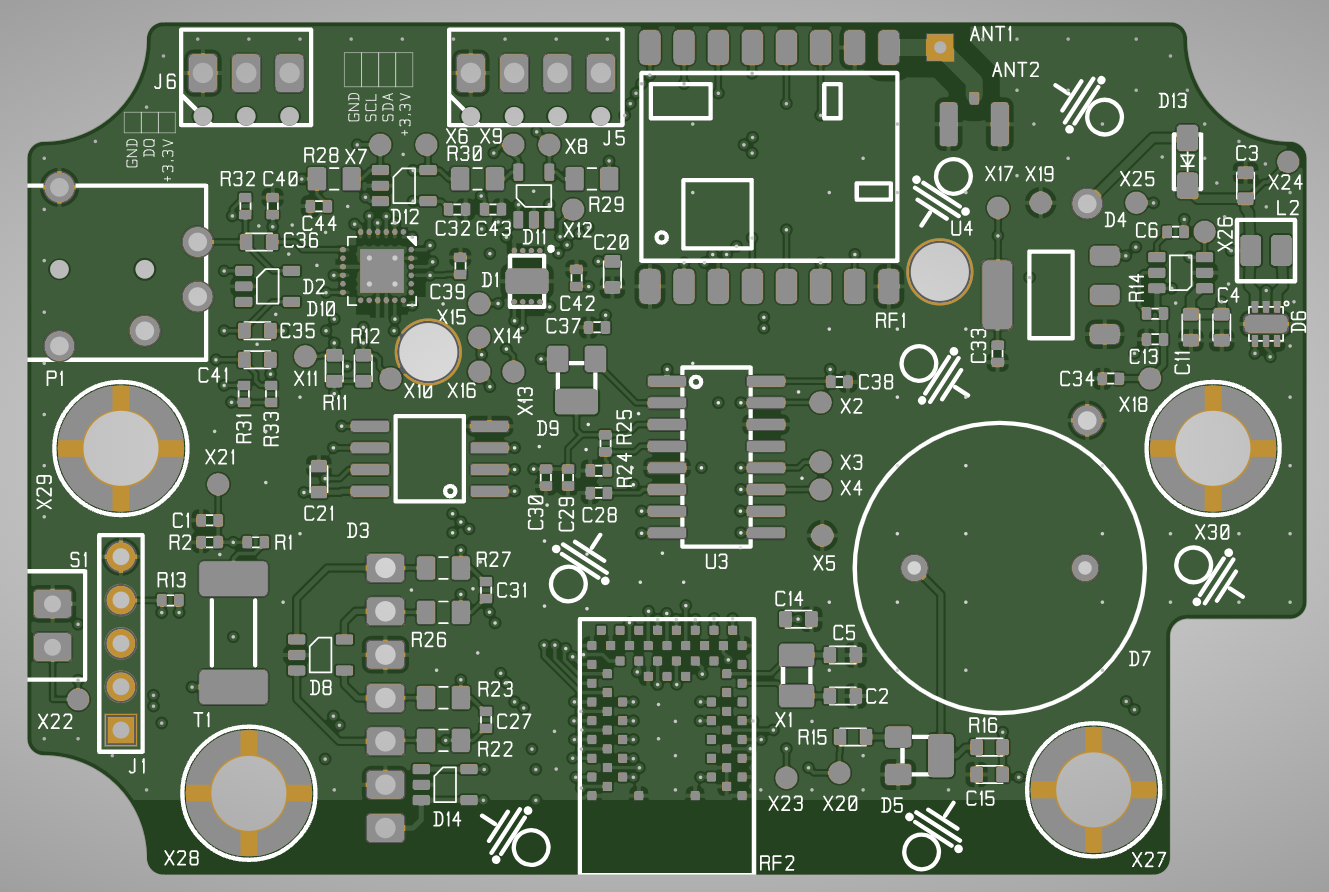 ANT1
ANT2
J6
GND
SCL
SDA
+3.3V
X6
X9
X8
J5
D13
GND
DQ
+3.3V
R28
X7
R30
C3
X24
R32
C40
X17
X19
X25
L2
C44
D12
C32
C43
D11
X12
R29
D4
C6
X26
C36
C20
U4
D2
C39
D1
C42
R14
C4
D10
X15
RF1
D6
C35
R12
C37
X14
C33
C13
C11
P1
C41
X11
R11
X10
X16
X13
C38
C34
X18
X2
R31
R33
D9
R25
X21
X3
R24
X4
X29
C21
C30
C29
C28
C1
D3
X30
R2
R1
S1
R27
U3
X5
R13
C31
C14
R26
C5
D7
D8
R23
C2
X22
T1
C27
X1
R16
R22
R15
J1
X23
X20
D5
C15
D14
X28
RF2
X27